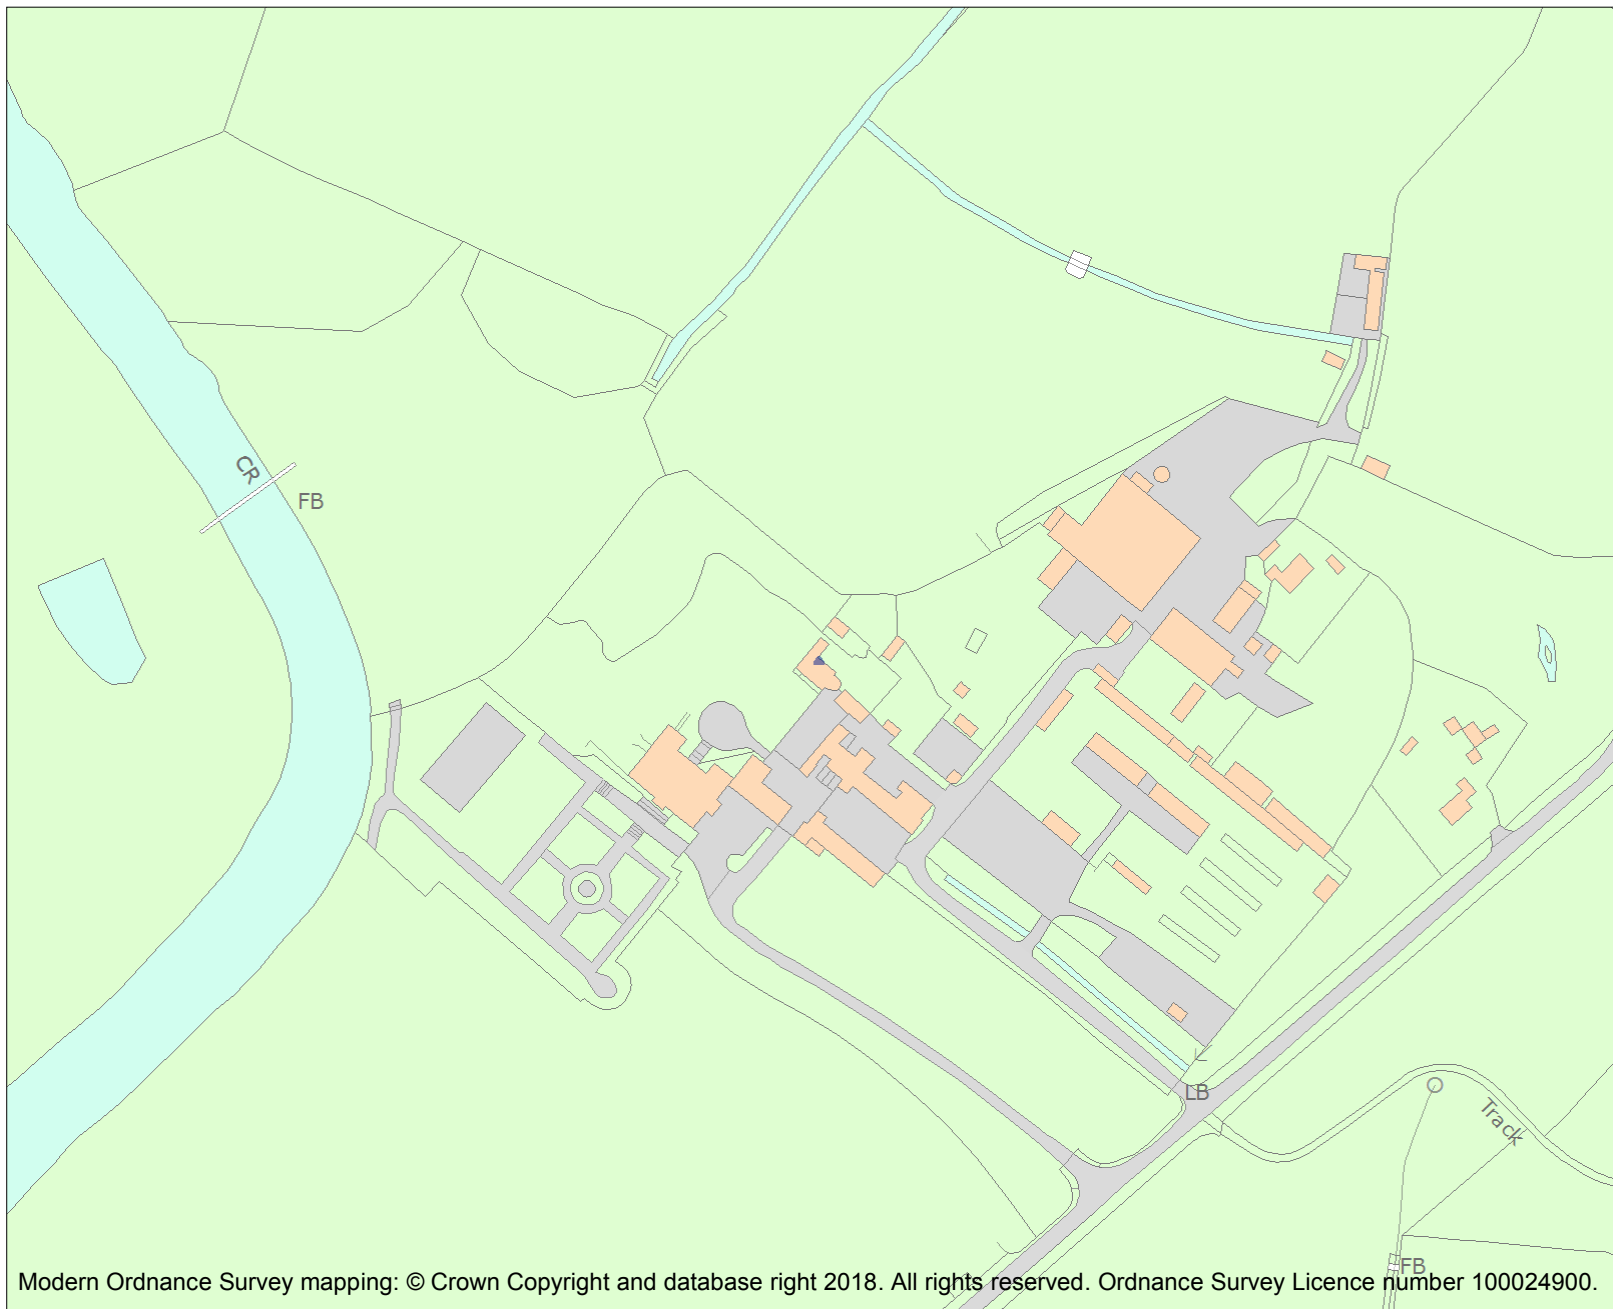 CR
FB
LB
Track
FB
Modern Ordnance Survey mapping: © Crown Copyright and database right 2018. All rights reserved. Ordnance Survey Licence number 100024900.